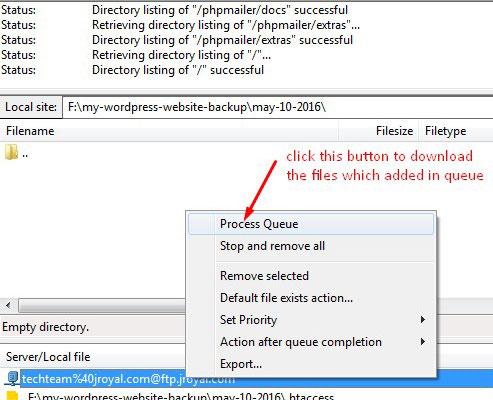 Status: Directory listing of "/phpmailer/docs" successful
Status: Retrieving directory listing of "/phpmailer/extras"...
Status: Directory listing of "/phpmailer/extras" successful
Status: Retrieving directory listing of "/"...
Status: Directory listing of "/" successful
Local site: F:\my-wordpress-website-backup\may-10-2016\
Filename Filesize Filetype
..
click this button to download
the files which added in queue
Process Queue
Stop and remove all
Remove selected
Default file exists action...
Set Priority
Action after queue completion
Export...
Empty directory.
Server/Local file
techteam%40jroyal.com@ftp.jroyal.com
F:\my-wordpress-website-backup\may-10-2016\.htaccess